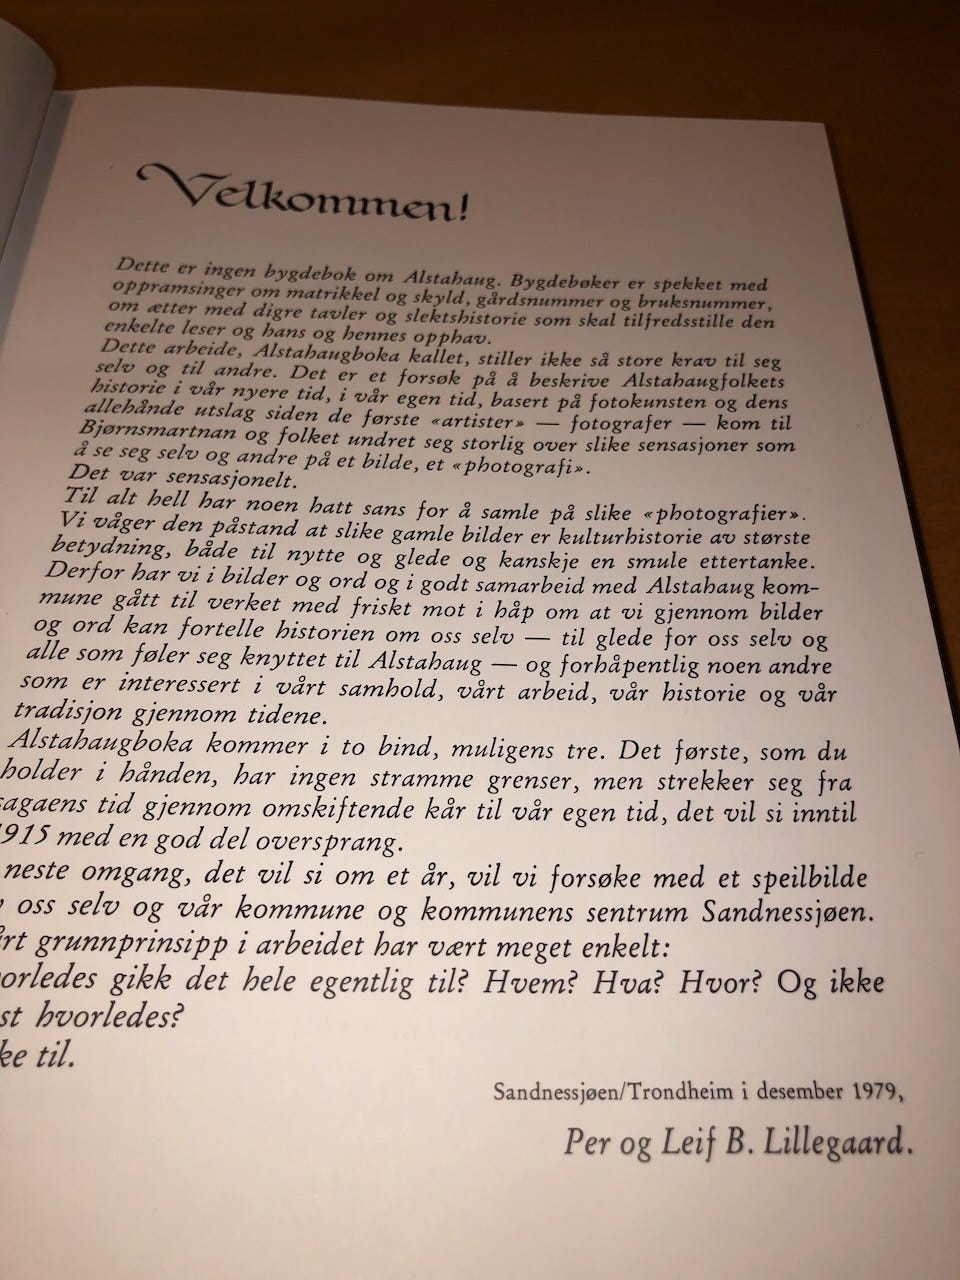 Velkommen!
Dette er ingen bygdebok om Alstahaug. Bygdebøker er spekket med
oppramsinger om matrikkel og skyld, gårdsnummer og bruksnummer,
om ætter med digre tavler og slektshistorie som skal tilfredsstille den
enkelte leser og hans og hennes opphav.
Dette arbeide, Alstahaugboka kallet, stiller ikke så store krav til seg
selv og til andre. Det er et forsøk på å beskrive Alstahaugfolkets
historie i vår nyere tid, i vår egen tid, basert på fotokunsten og dens
allehånde utslag siden de første «artister» — fotografer — kom til
Bjørnsmartnan og folket undret seg storlig over slike sensasjoner som
å se seg selv og andre på et bilde, et «photografi».
Det var sensasjonelt.
Til alt hell har noen hatt sans for å samle på slike «photografier».
Vi våger den påstand at slike gamle bilder er kulturhistorie av største
betydning, både til nytte og glede og kanskje en smule ettertanke.
Derfor har vi i bilder og ord og i godt samarbeid med Alstahaug kom-
mune gått til verket med friskt mot i håp om at vi gjennom bilder
og ord kan fortelle historien om oss selv — til glede for oss selv og
alle som føler seg knyttet til Alstahaug — og forhåpentlig noen andre
som er interessert i vårt samhold, vårt arbeid, vår historie og vår
tradisjon gjennom tidene.
Alstahaugboka kommer i to bind, muligens tre. Det første, som du
holder i hånden, har ingen stramme grenser, men strekker seg fra
sagaens tid gjennom omskiftende kår til vår egen tid, det vil si inntil
1915 med en god del oversprang.
neste omgang, det vil si om et år, vil vi forsøke med et speilbilde
oss selv og vår kommune og kommunens sentrum Sandnessjøen.
grunnprinsipp i arbeidet har vært meget enkelt:
orledes gikk det hele egentlig til? Hvem? Hva? Hvor? Og ikke
st hvorledes?
ke til.
Sandnessjøen/Trondheim i desember 1979,
Per og Leif B. Lillegaard.